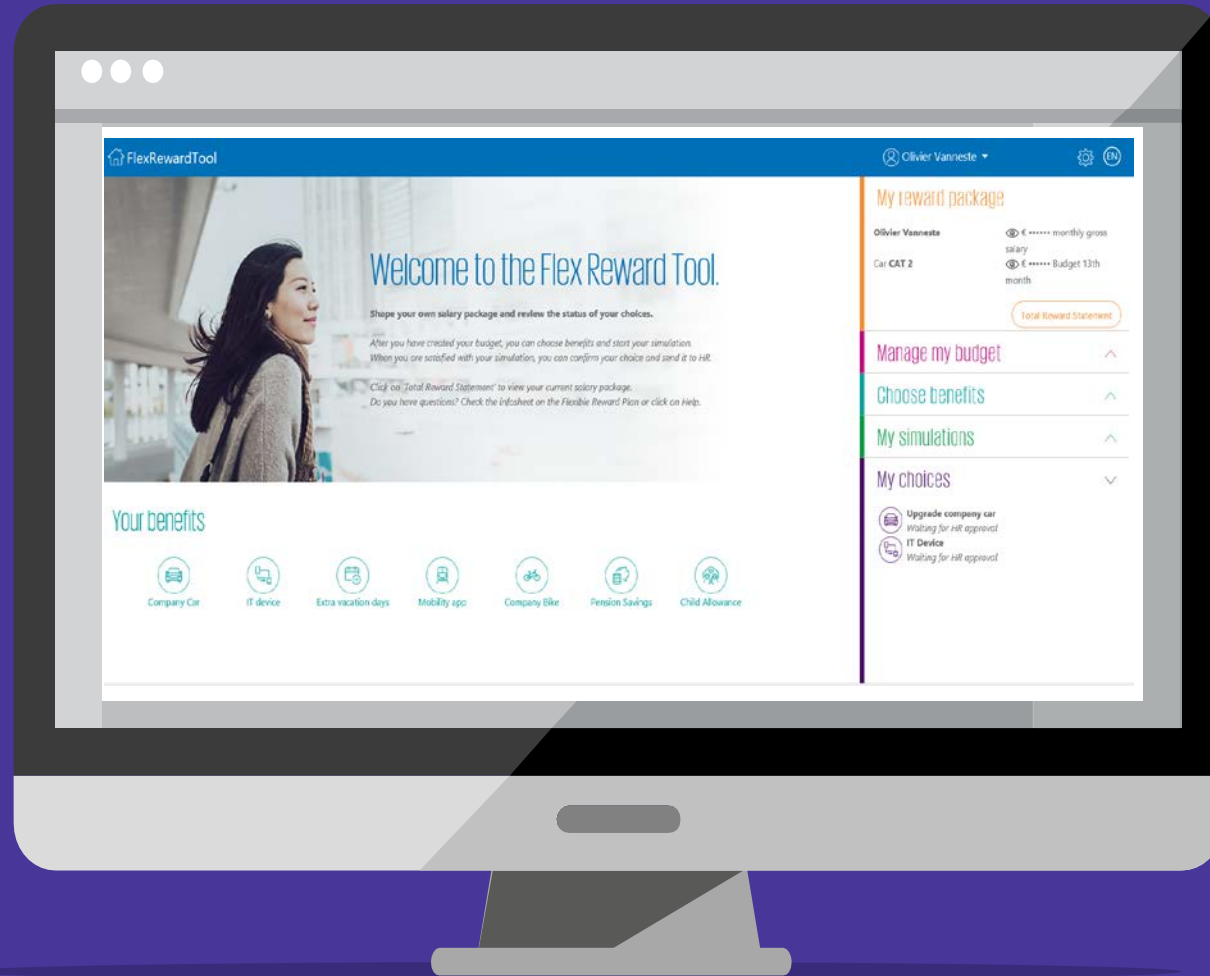 FlexRewardTool
Olivier Vanneste
EN
Welcome to the Flex Reward Tool.
Shape your own salary package and review the status of your choices.
After you have created your budget, you can choose benefits and start your simulation.
When you are satisfied with your simulation, you can confirm your choice and send it to HR.
Click on 'Total Reward Statement' to view your current salary package.
Do you have questions? Check the infosheet on the Flexible Reward Plan or click on Help.
Your benefits
Company Car
IT device
Extra vacation days
Mobility app
Company Bike
Pension Savings
Child Allowance
My reward package
Olivier Vanneste
€ •••••• monthly gross
salary
Car CAT 2
€ •••••• Budget 13th
month
Total Reward Statement
Manage my budget
Choose benefits
My simulations
My choices
Upgrade company car
Waiting for HR approval
IT Device
Waiting for HR approval